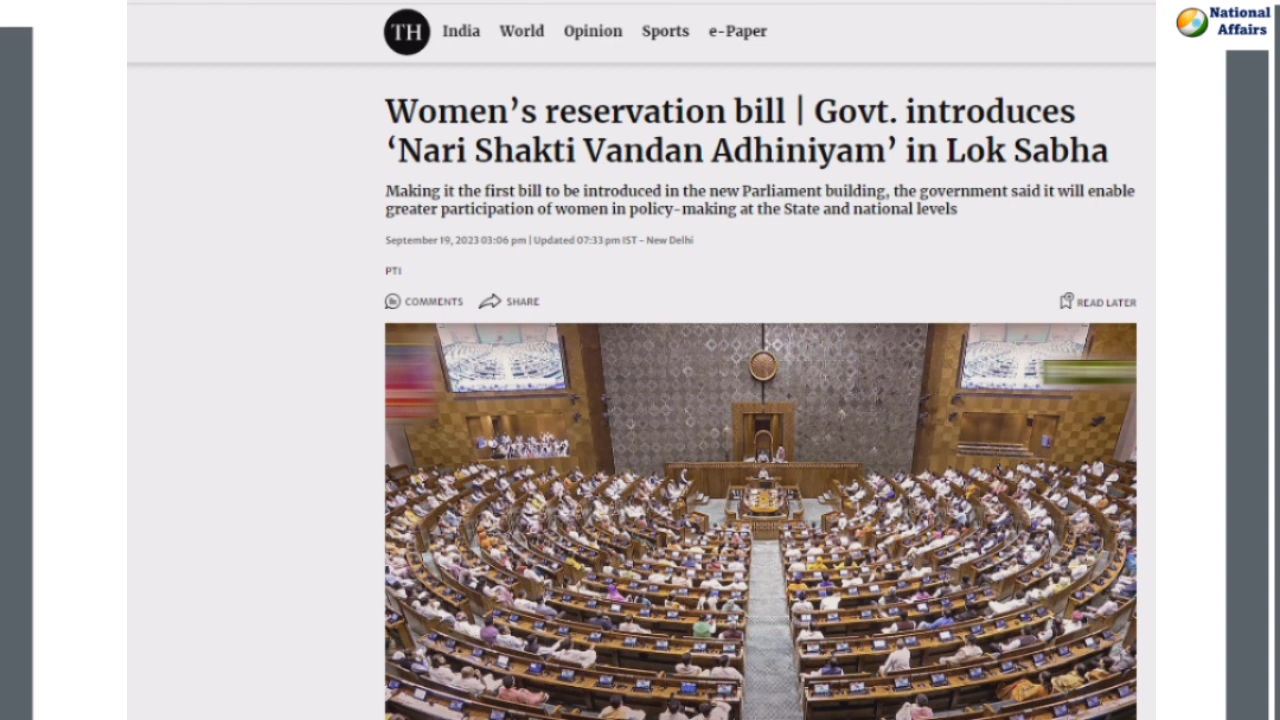 National
Affairs
TH India World Opinion Sports e-Paper
Women’s reservation bill | Govt. introduces
‘Nari Shakti Vandan Adhiniyam’ in Lok Sabha
Making it the first bill to be introduced in the new Parliament building, the government said it will enable
greater participation of women in policy-making at the State and national levels
September 19, 2023 03:06 pm | Updated 07:33 pm IST - New Delhi
PTI
COMMENTS SHARE READ LATER